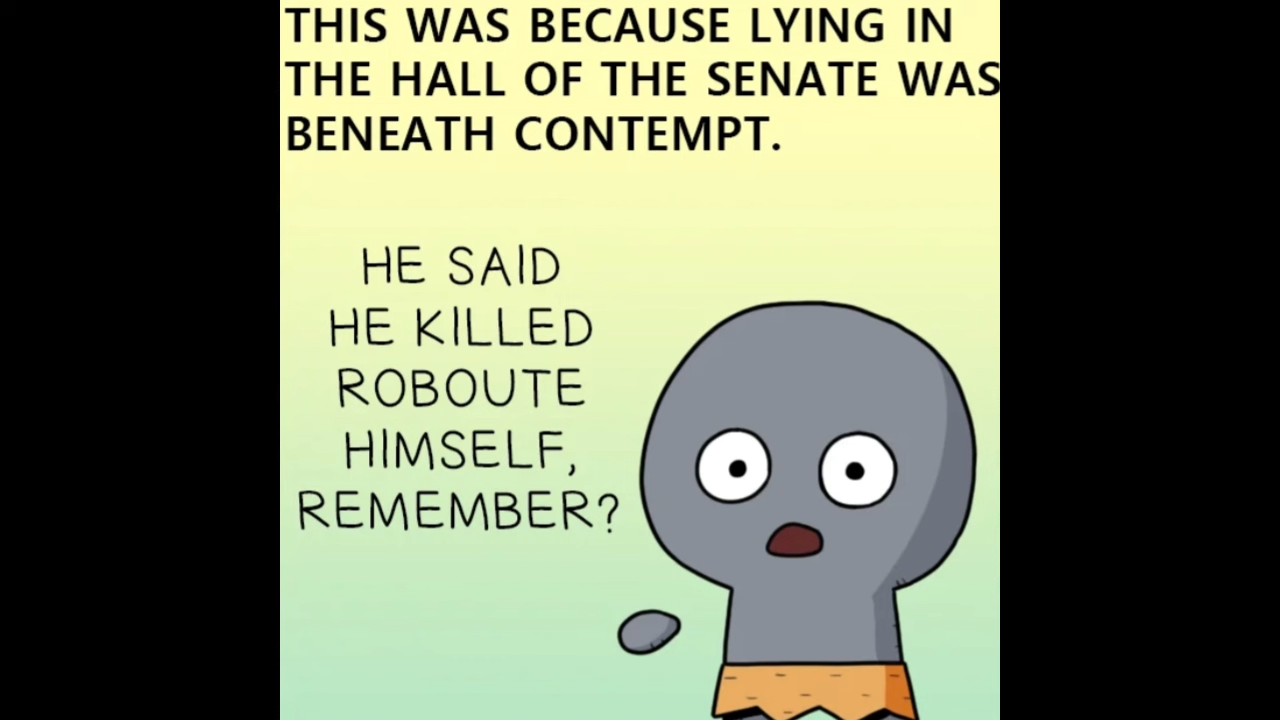 THIS WAS BECAUSE LYING IN
THE HALL OF THE SENATE WAS
BENEATH CONTEMPT.
HE SAID
HE KILLED
ROBOUTE
HIMSELF,
REMEMBER?